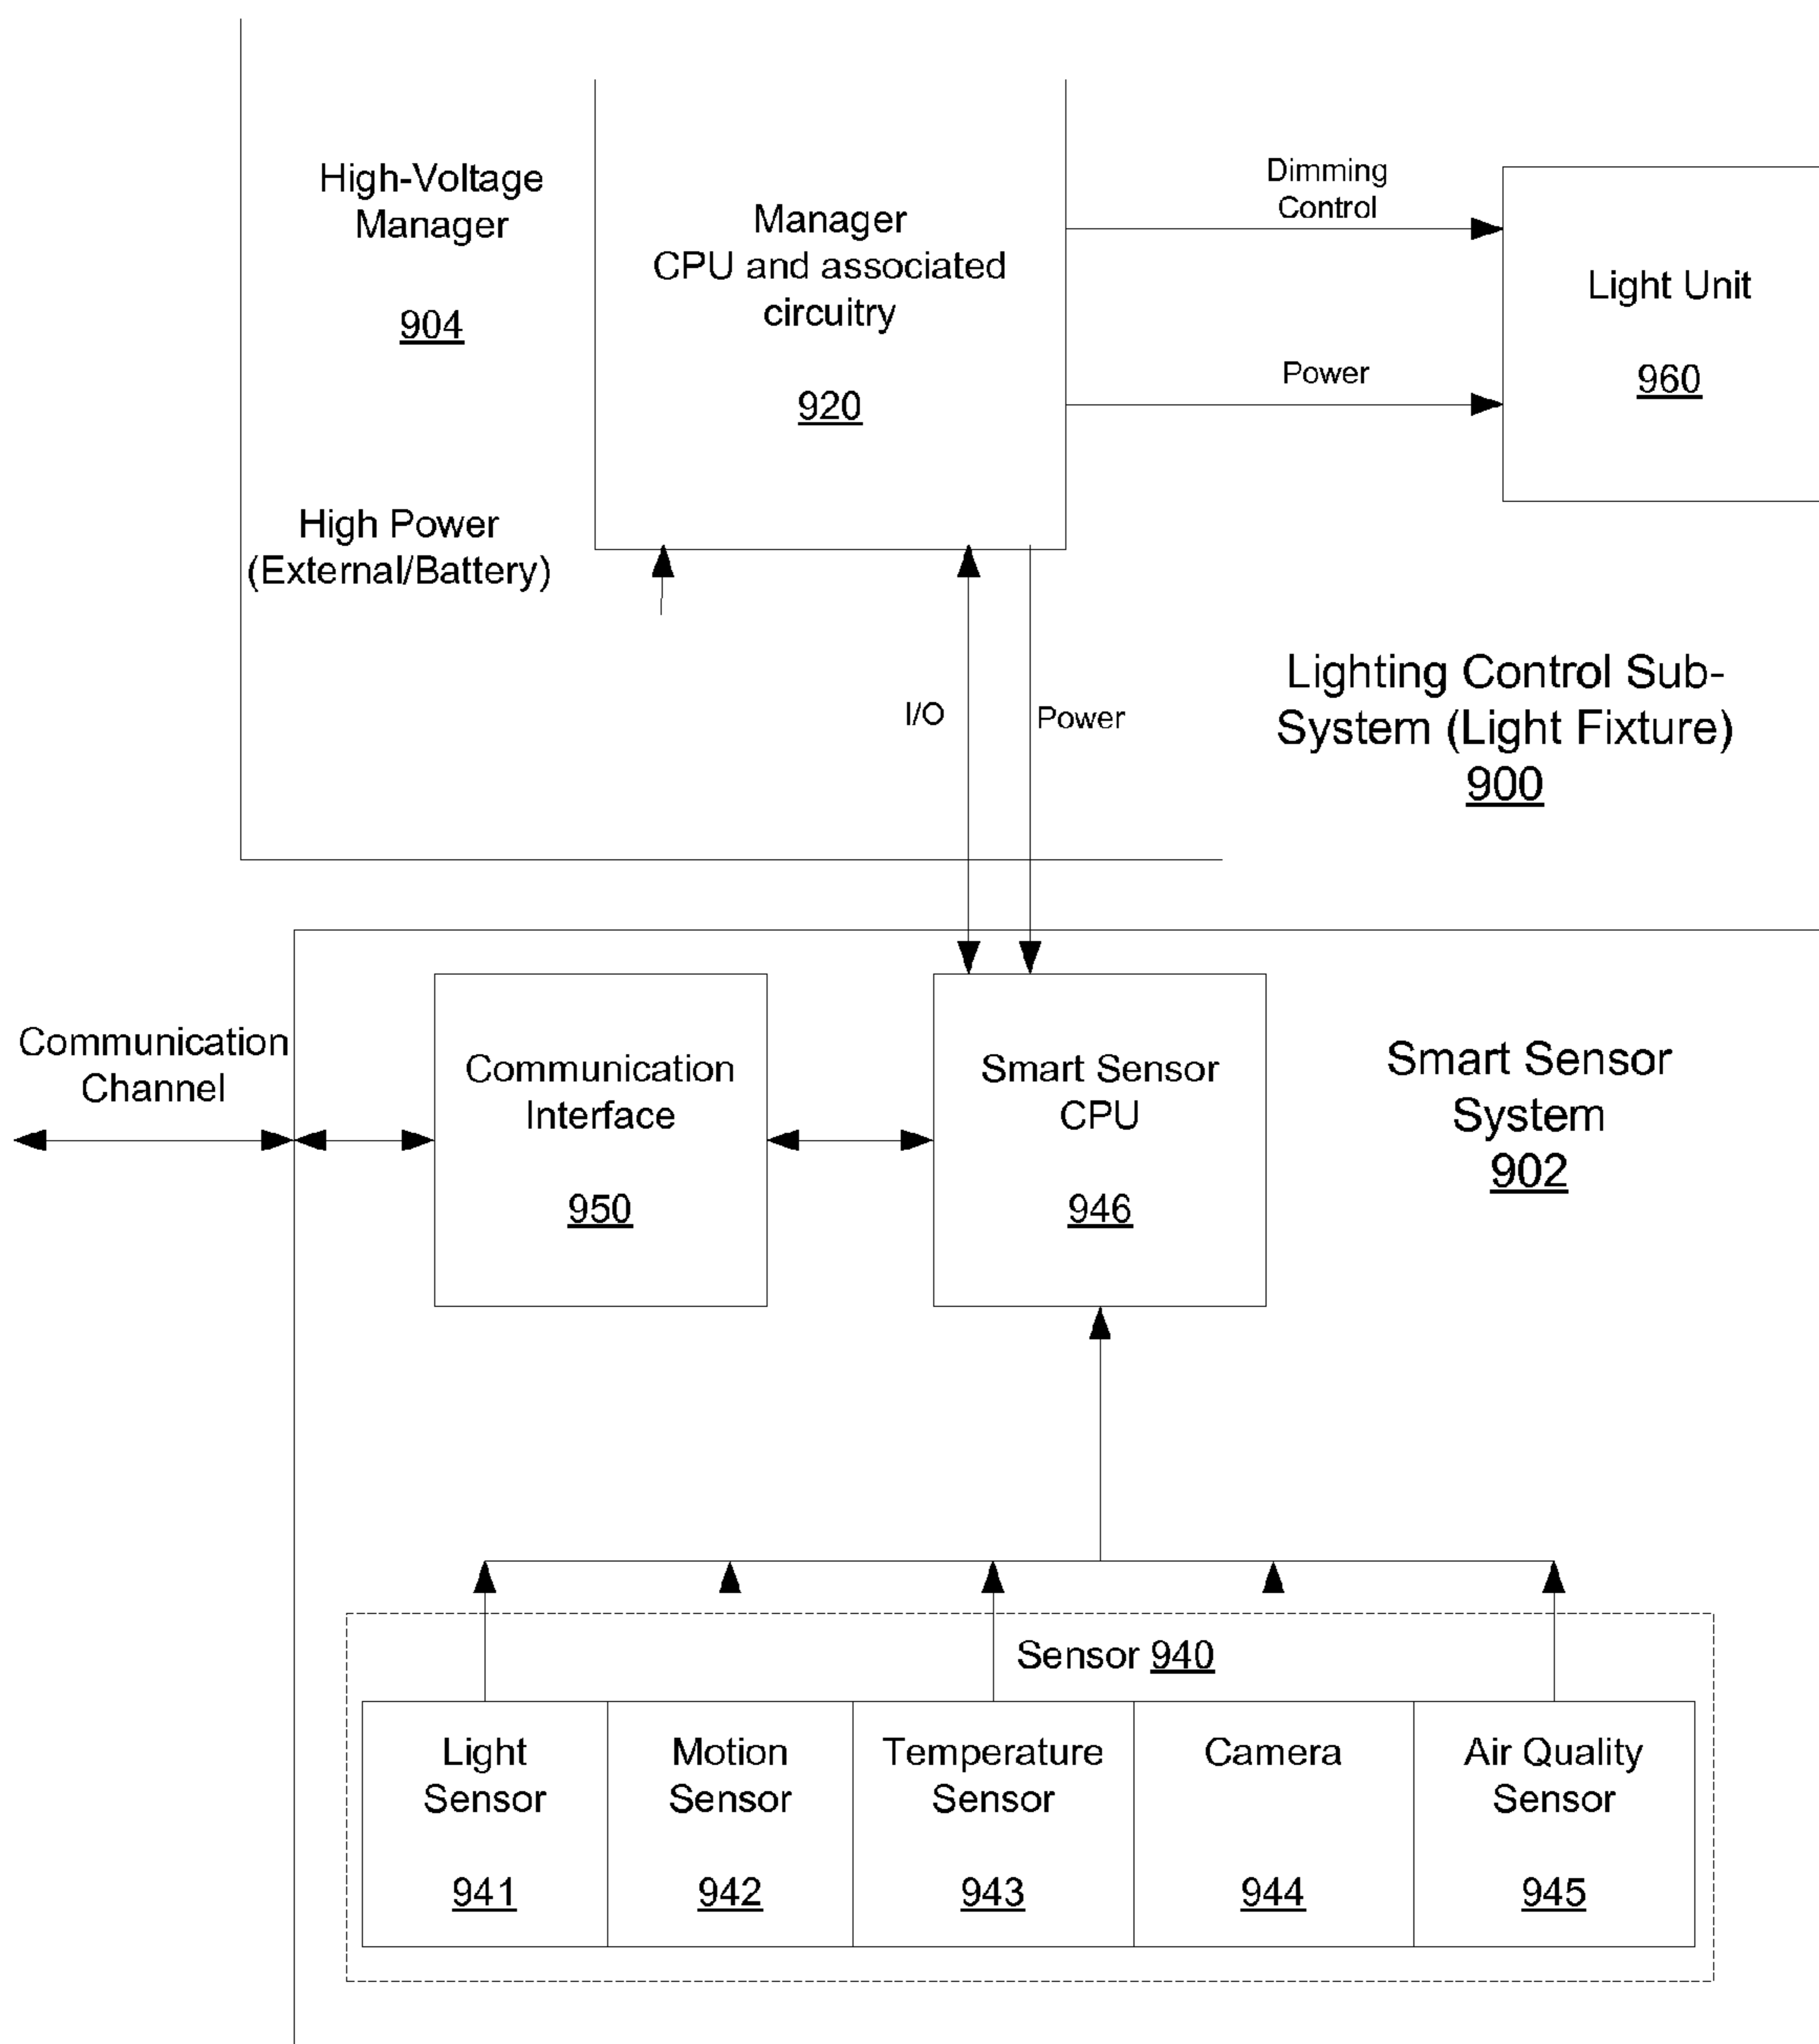 High-Voltage
Manager
904
Manager
CPU and associated
circuitry
920
Dimming
Control
Power
Light Unit
960
High Power
(External/Battery)
I/O
Power
Lighting Control Sub-
System (Light Fixture)
900
Communication
Channel
Communication
Interface
950
Smart Sensor
CPU
946
Smart Sensor
System
902
Sensor 940
Light
Sensor
941
Motion
Sensor
942
Temperature
Sensor
943
Camera
944
Air Quality
Sensor
945